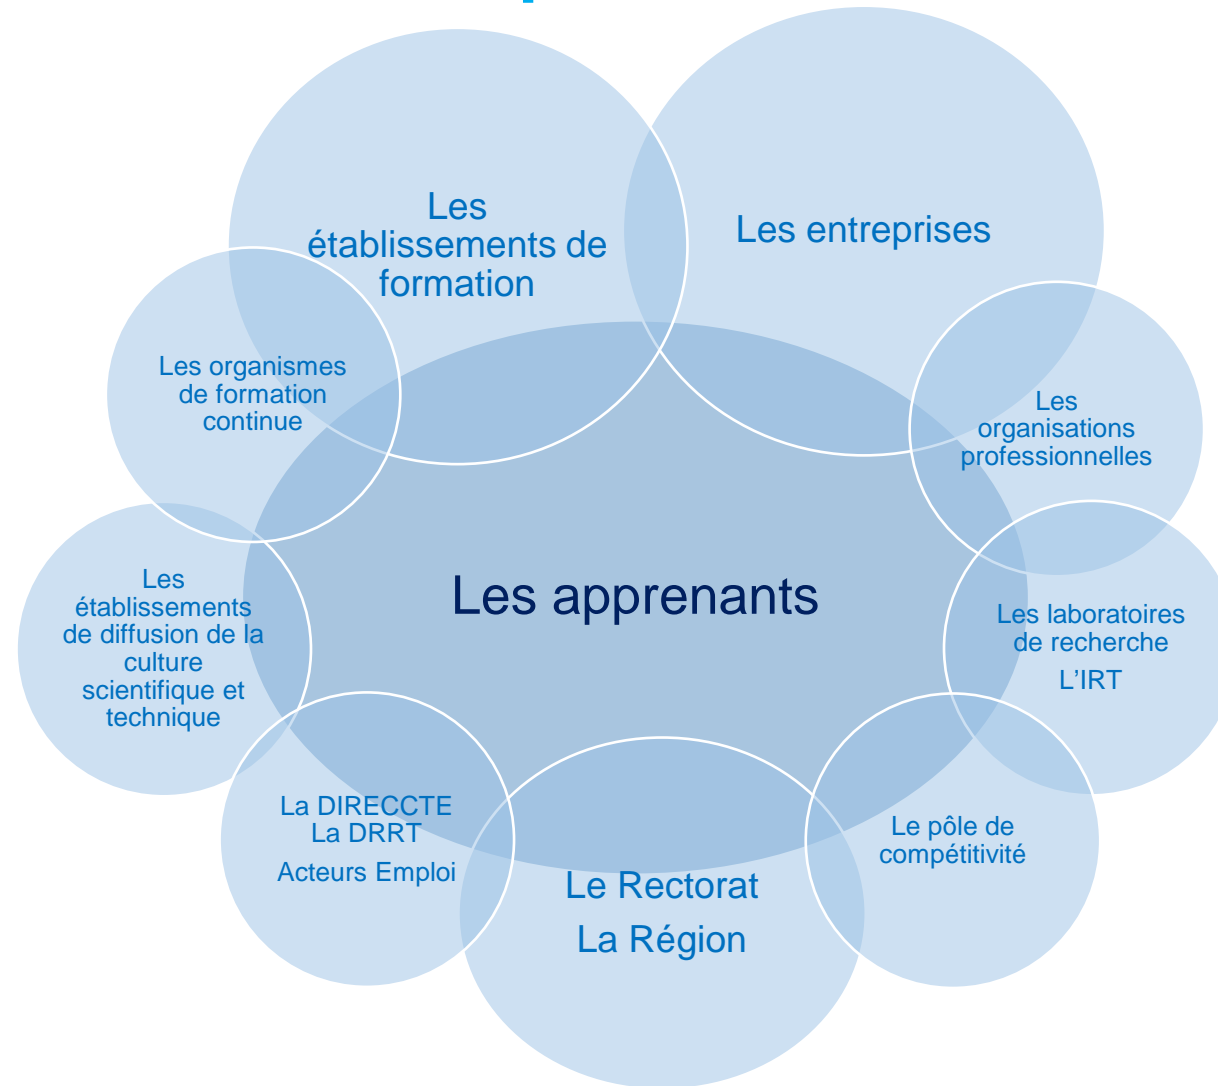 Les
établissements de
formation
Les entreprises
Les organismes
de formation
continue
Les
organisations
professionnelles
Les apprenants
Les
établissements
de diffusion de la
culture
scientifique et
technique
Les laboratoires
de recherche
L'IRT
La DIRECCTE
La DRRT
Acteurs Emploi
Le pôle de
compétitivité
Le Rectorat
La Région